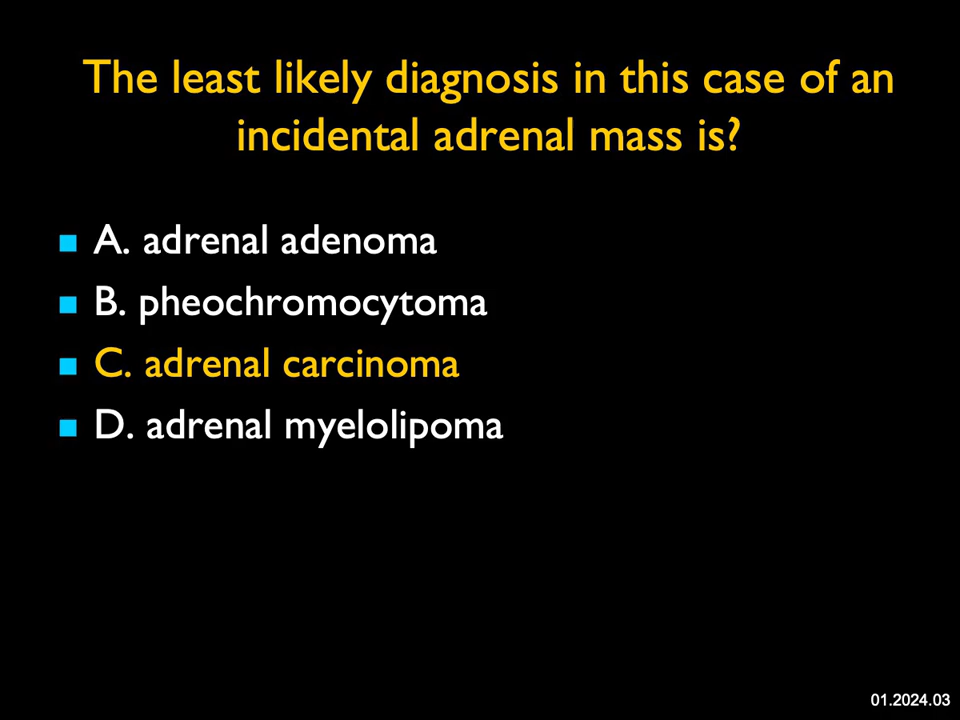 The least likely diagnosis in this case of an
incidental adrenal mass is?
A. adrenal adenoma
B. pheochromocytoma
C. adrenal carcinoma
D. adrenal myelolipoma
01.2024.03